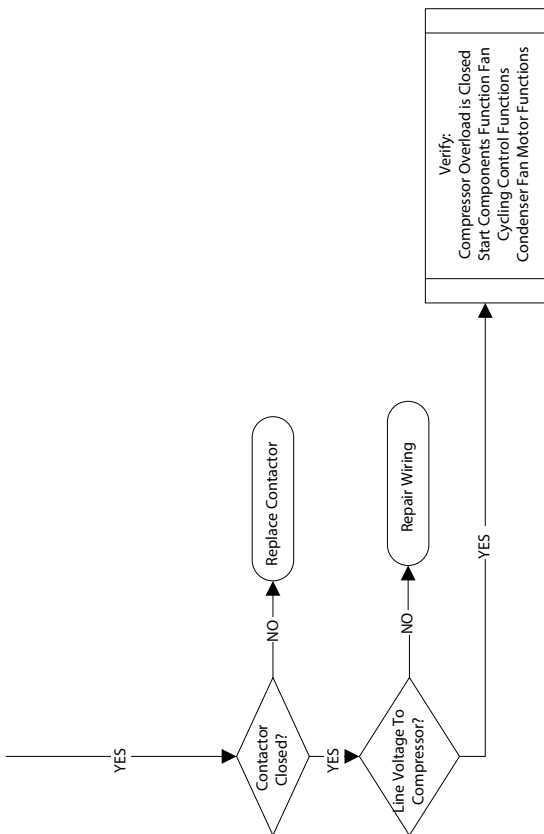 YES
Contactor
Closed?
NO
Replace Contactor
YES
Line Voltage To
Compressor?
NO
Repair Wiring
YES
Verify:
Compressor Overload is Closed
Start Components Function Fan
Cycling Control Functions
Condenser Fan Motor Functions